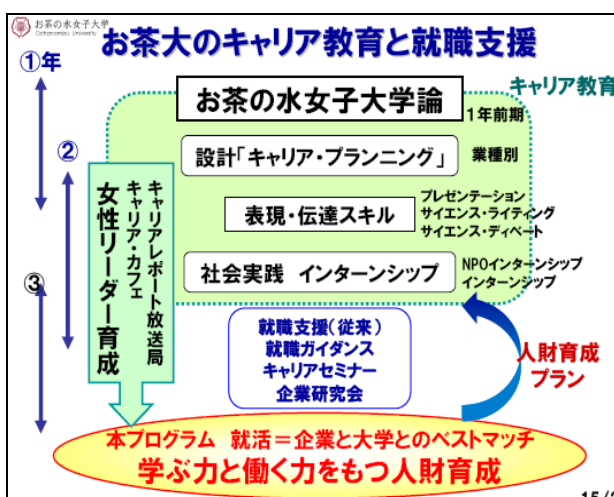 お茶の水女子大学
Ochanomizu University
お茶大のキャリア教育と就職支援
①年
キャリア教育
お茶の水女子大学論
1年前期
②
設計「キャリア・プランニング」
業種別
表現・伝達スキル
プレゼンテーション
サイエンス・ライティング
サイエンス・ディベート
キャリアレポート放送局
キャリア・カフェ
女性リーダー育成
③
社会実践 インターンシップ
NPOインターンシップ
インターンシップ
就職支援(従来)
就職ガイダンス
キャリアセミナー
企業研究会
人財育成
プラン
本プログラム 就活=企業と大学とのベストマッチ
学ぶ力と働く力をもつ人財育成